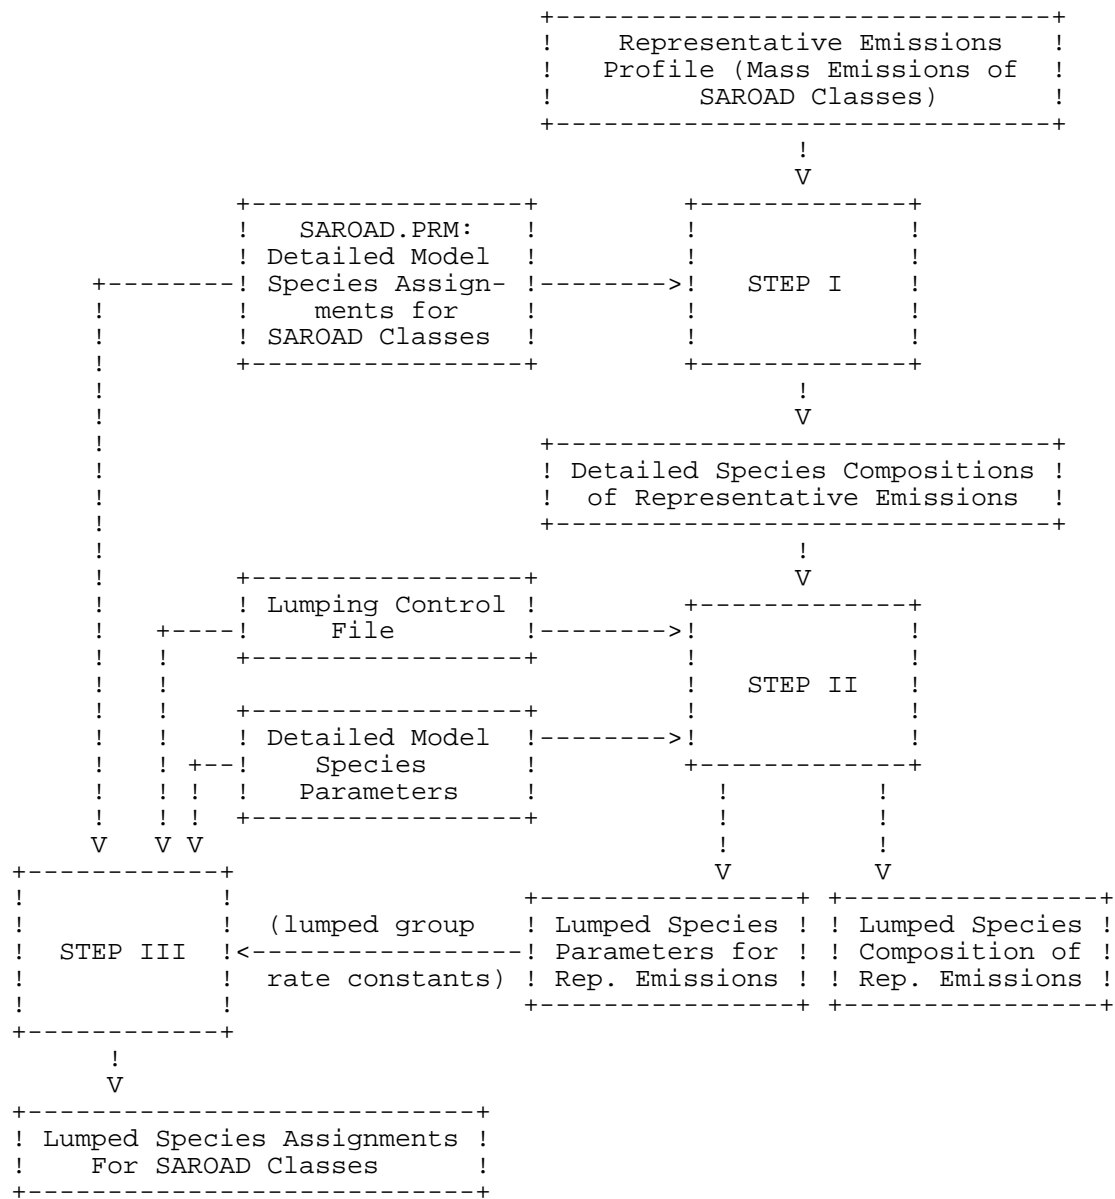 Representative Emissions
Profile (Mass Emissions of
SAROAD Classes)
SAROAD.PRM:
Detailed Model
Species Assign-
ments for
SAROAD Classes
STEP I
Detailed Species Compositions
of Representative Emissions
Lumping Control
File
STEP II
Detailed Model
Species
Parameters
STEP III
(lumped group
rate constants)
Lumped Species
Parameters for
Rep. Emissions
Lumped Species
Composition of
Rep. Emissions
Lumped Species Assignments
For SAROAD Classes